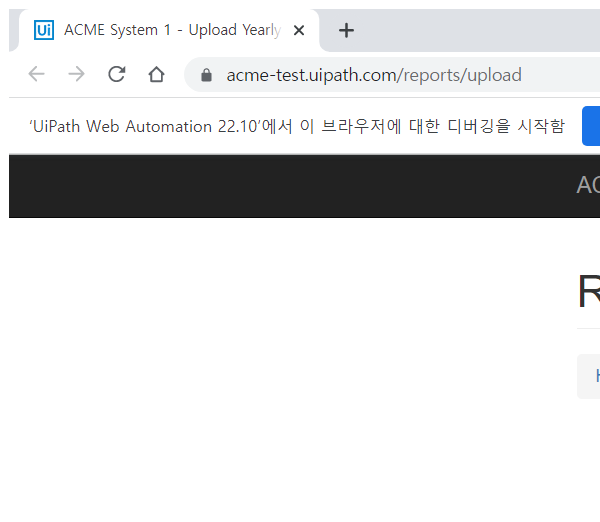 Ui ACME System 1 - Upload Yearly
acme-test.uipath.com/reports/upload
‘UiPath Web Automation 22.10’에서 이 브라우저에 대한 디버깅을 시작함
AC
R